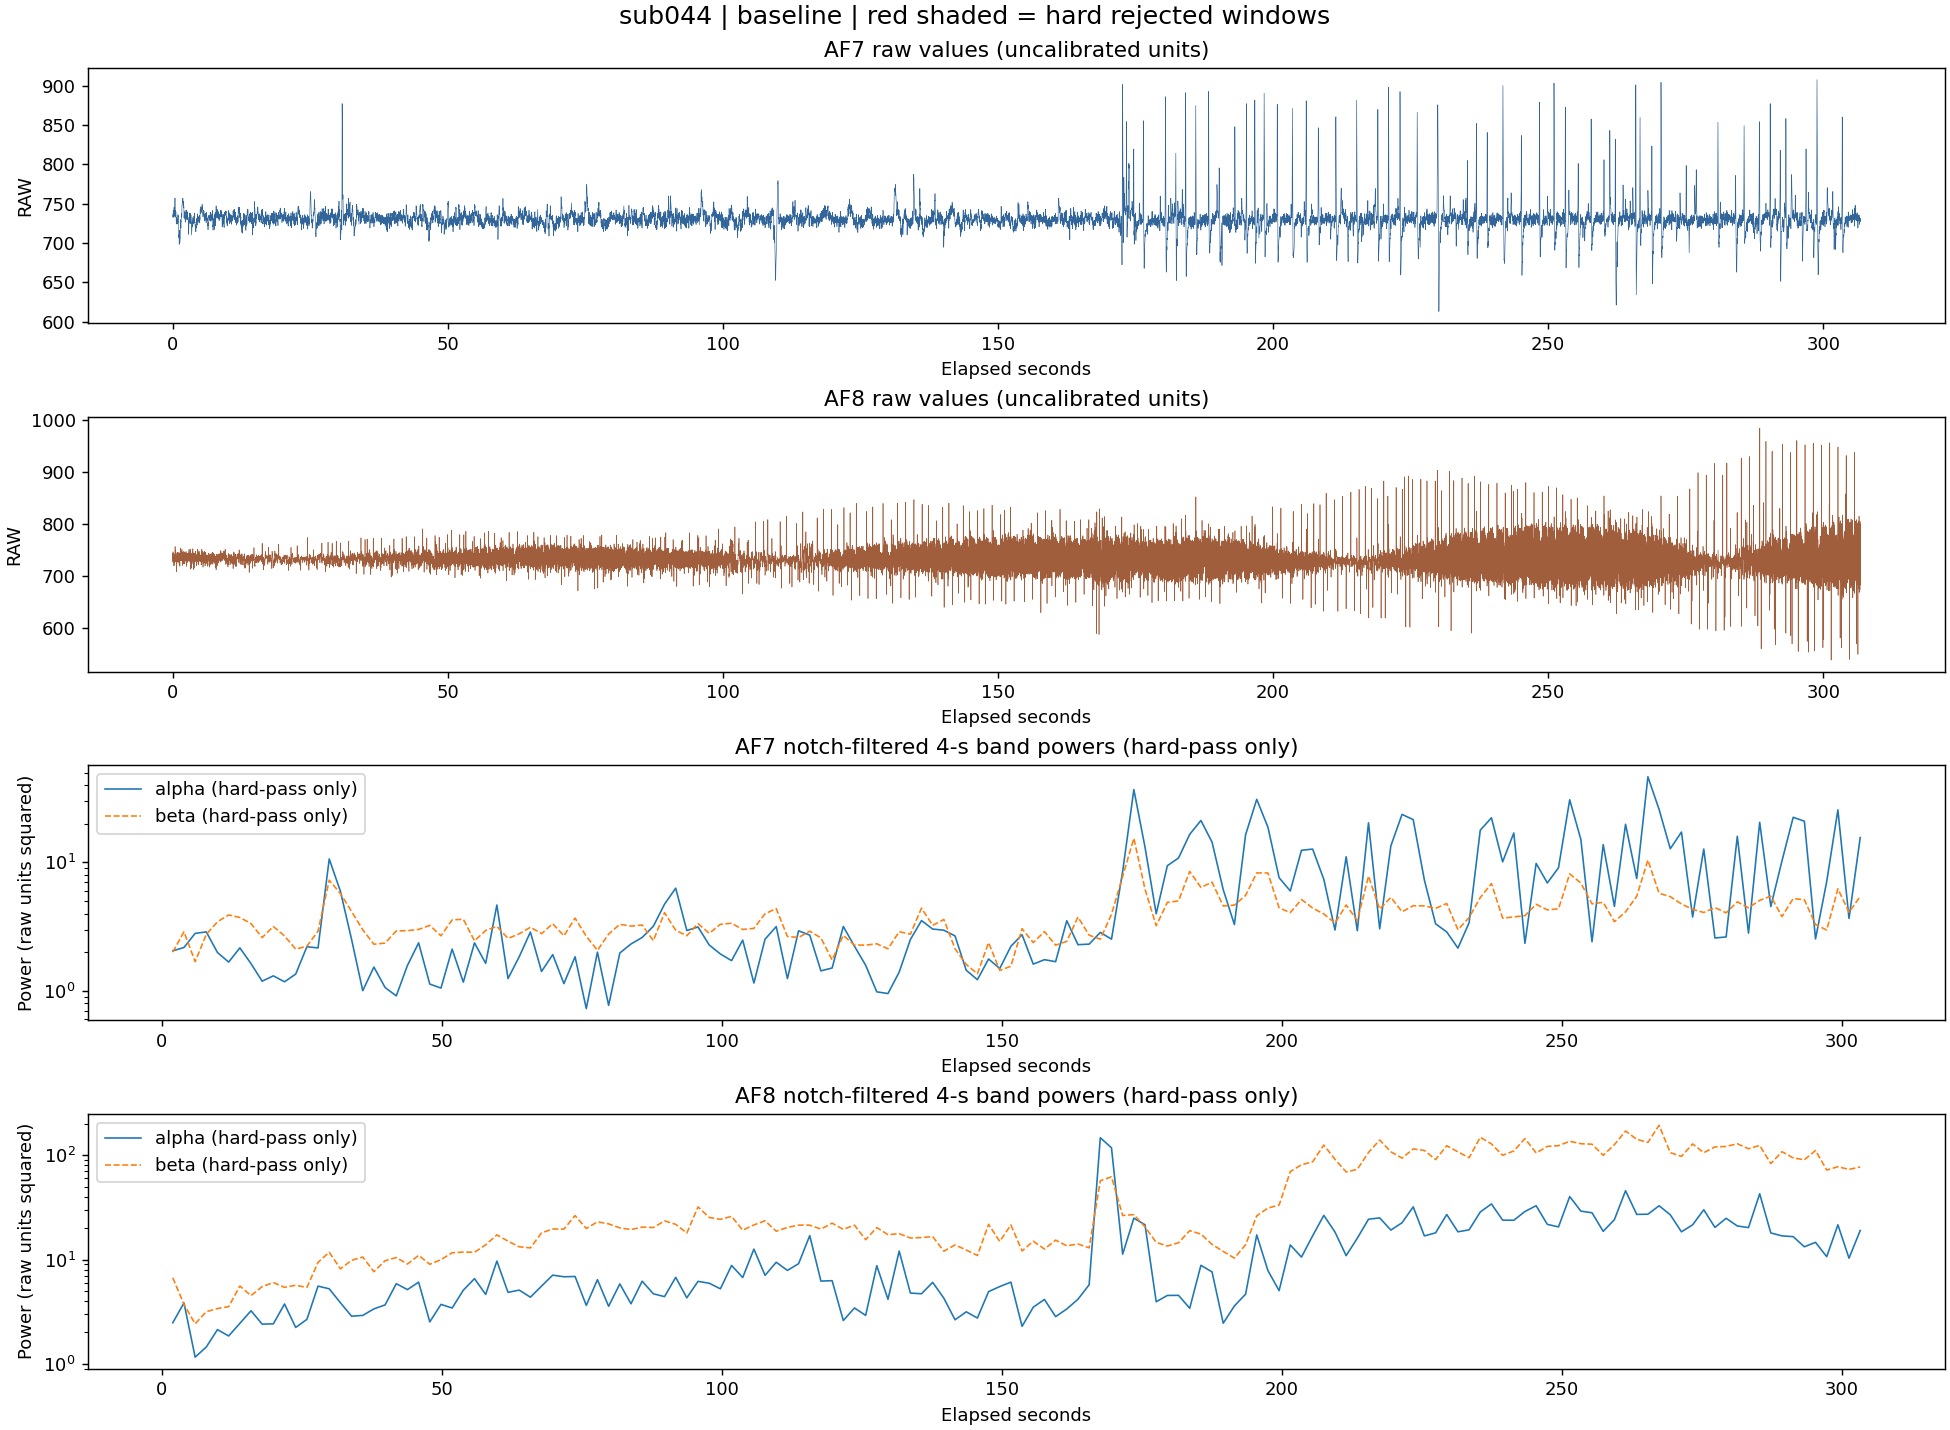 sub044 | baseline | red shaded = hard rejected windows
AF7 raw values (uncalibrated units)
RAW
900
850
800
750
700
650
600
0 50 100 150 200 250 300
Elapsed seconds
AF8 raw values (uncalibrated units)
RAW
1000
900
800
700
600
0 50 100 150 200 250 300
Elapsed seconds
AF7 notch-filtered 4-s band powers (hard-pass only)
Power (raw units squared)
alpha (hard-pass only)
beta (hard-pass only)
10¹
10⁰
0 50 100 150 200 250 300
Elapsed seconds
AF8 notch-filtered 4-s band powers (hard-pass only)
Power (raw units squared)
alpha (hard-pass only)
beta (hard-pass only)
10²
10¹
10⁰
0 50 100 150 200 250 300
Elapsed seconds